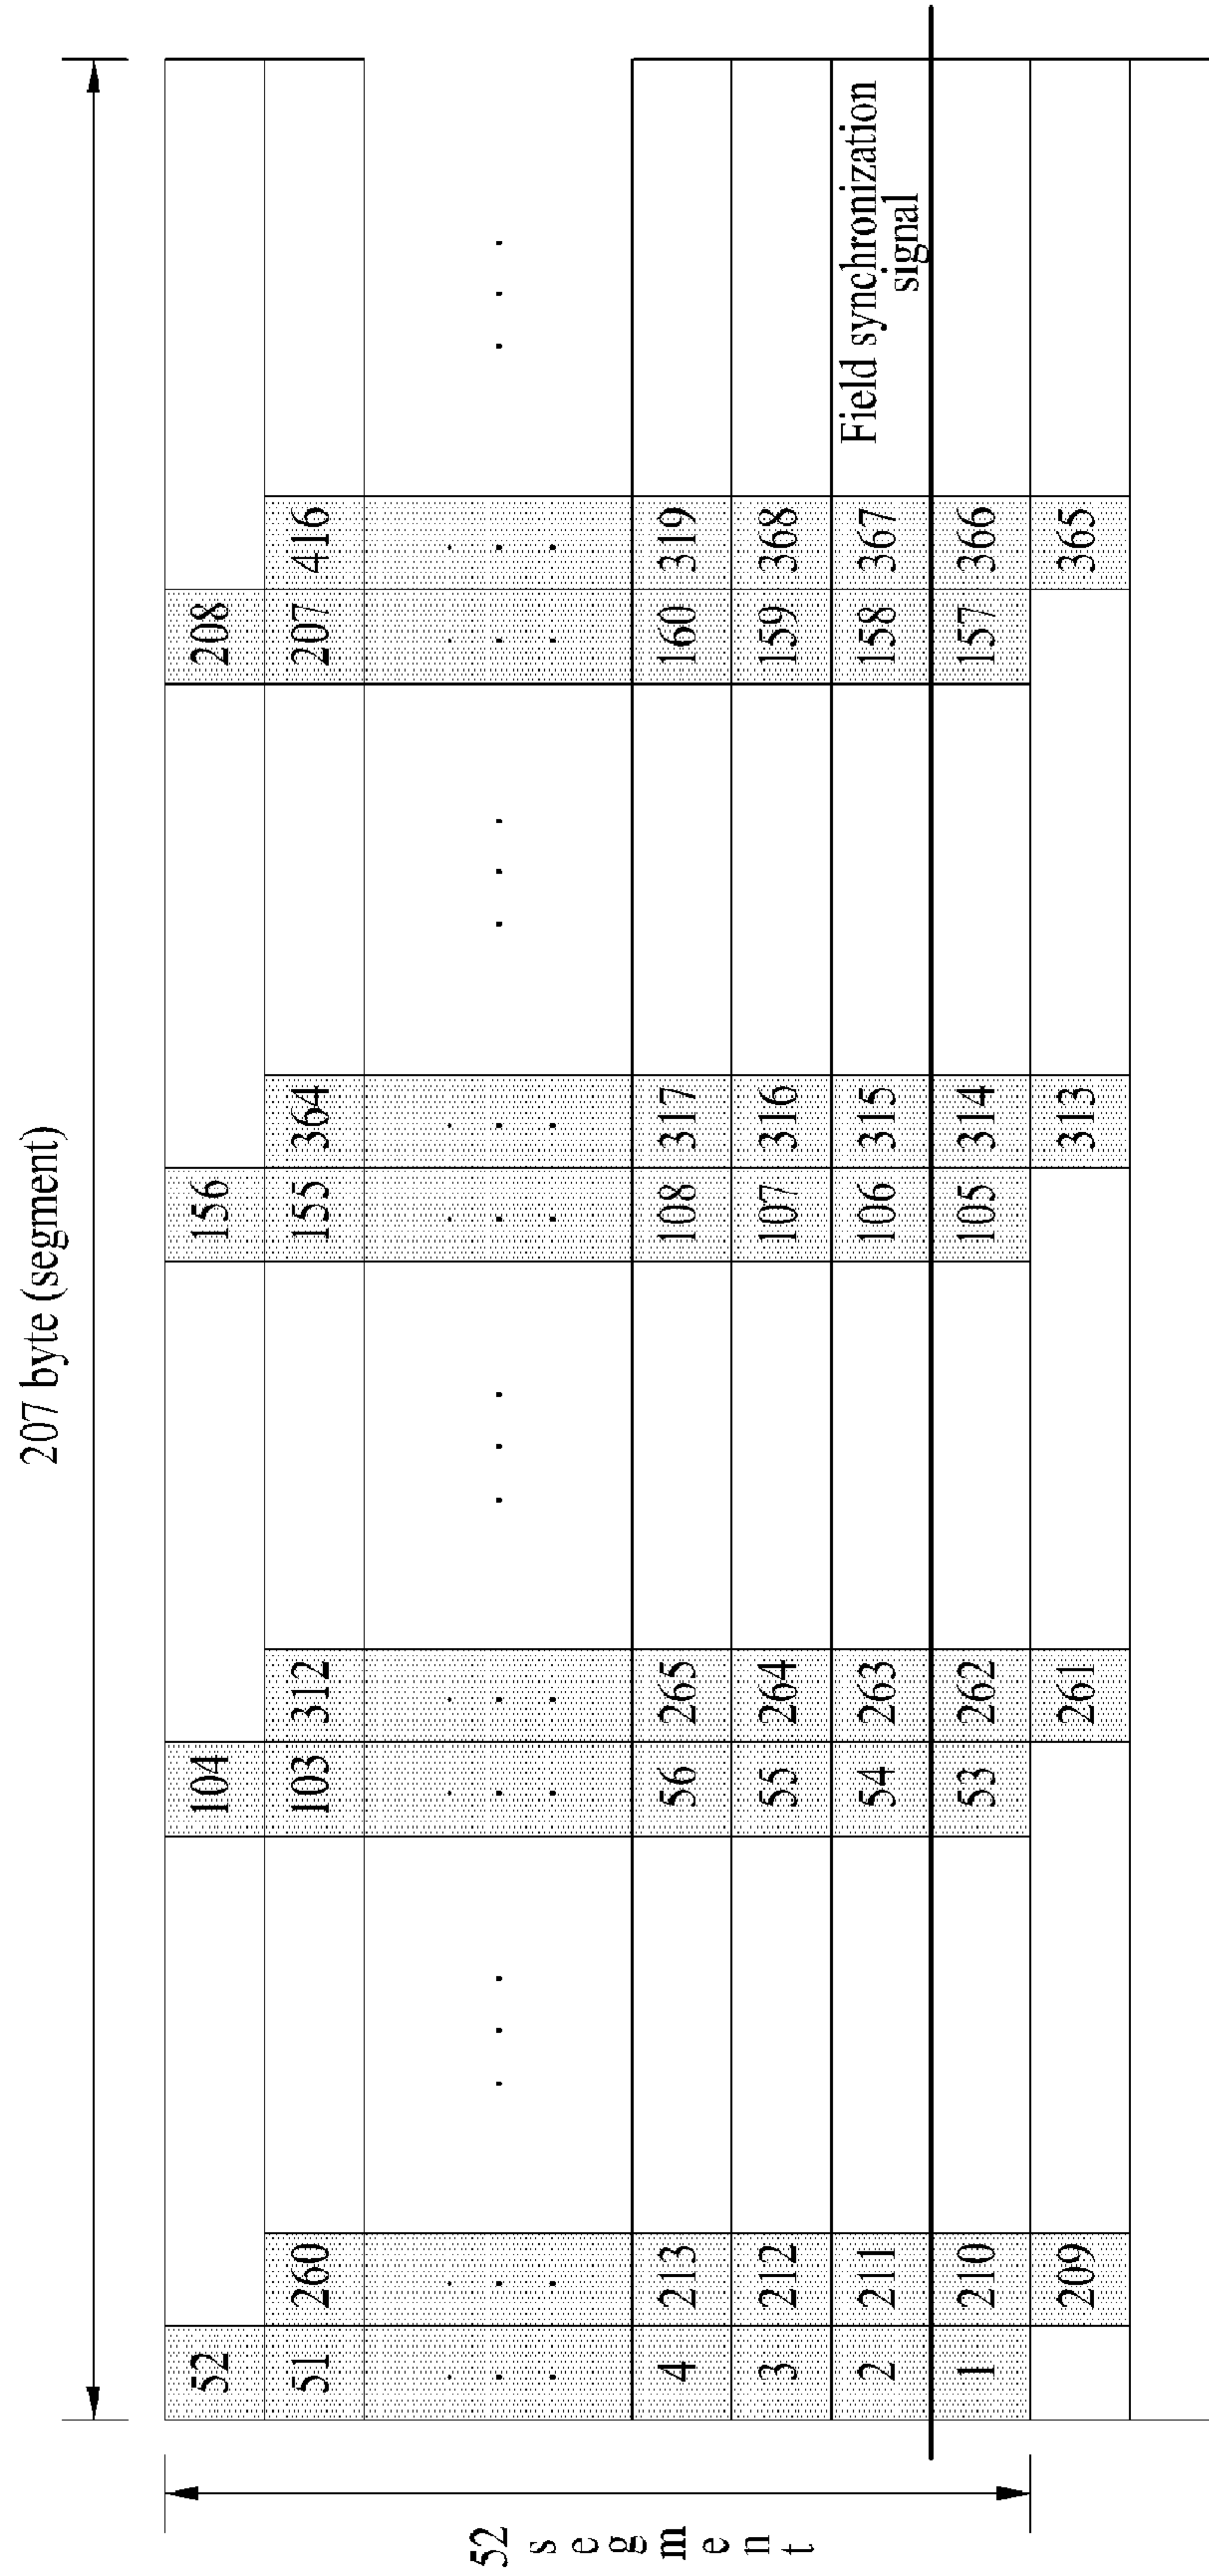 207 byte (segment)
52 104 156 208
51 260 103 312 155 364 207 416
4 213 56 265 108 317 160 319
3 212 55 264 107 316 159 368
2 211 54 263 106 315 158 367
Field synchronization
signal
1 210 53 262 105 314 157 366
209 261 313 365
52
s
e
g
m
e
n
t